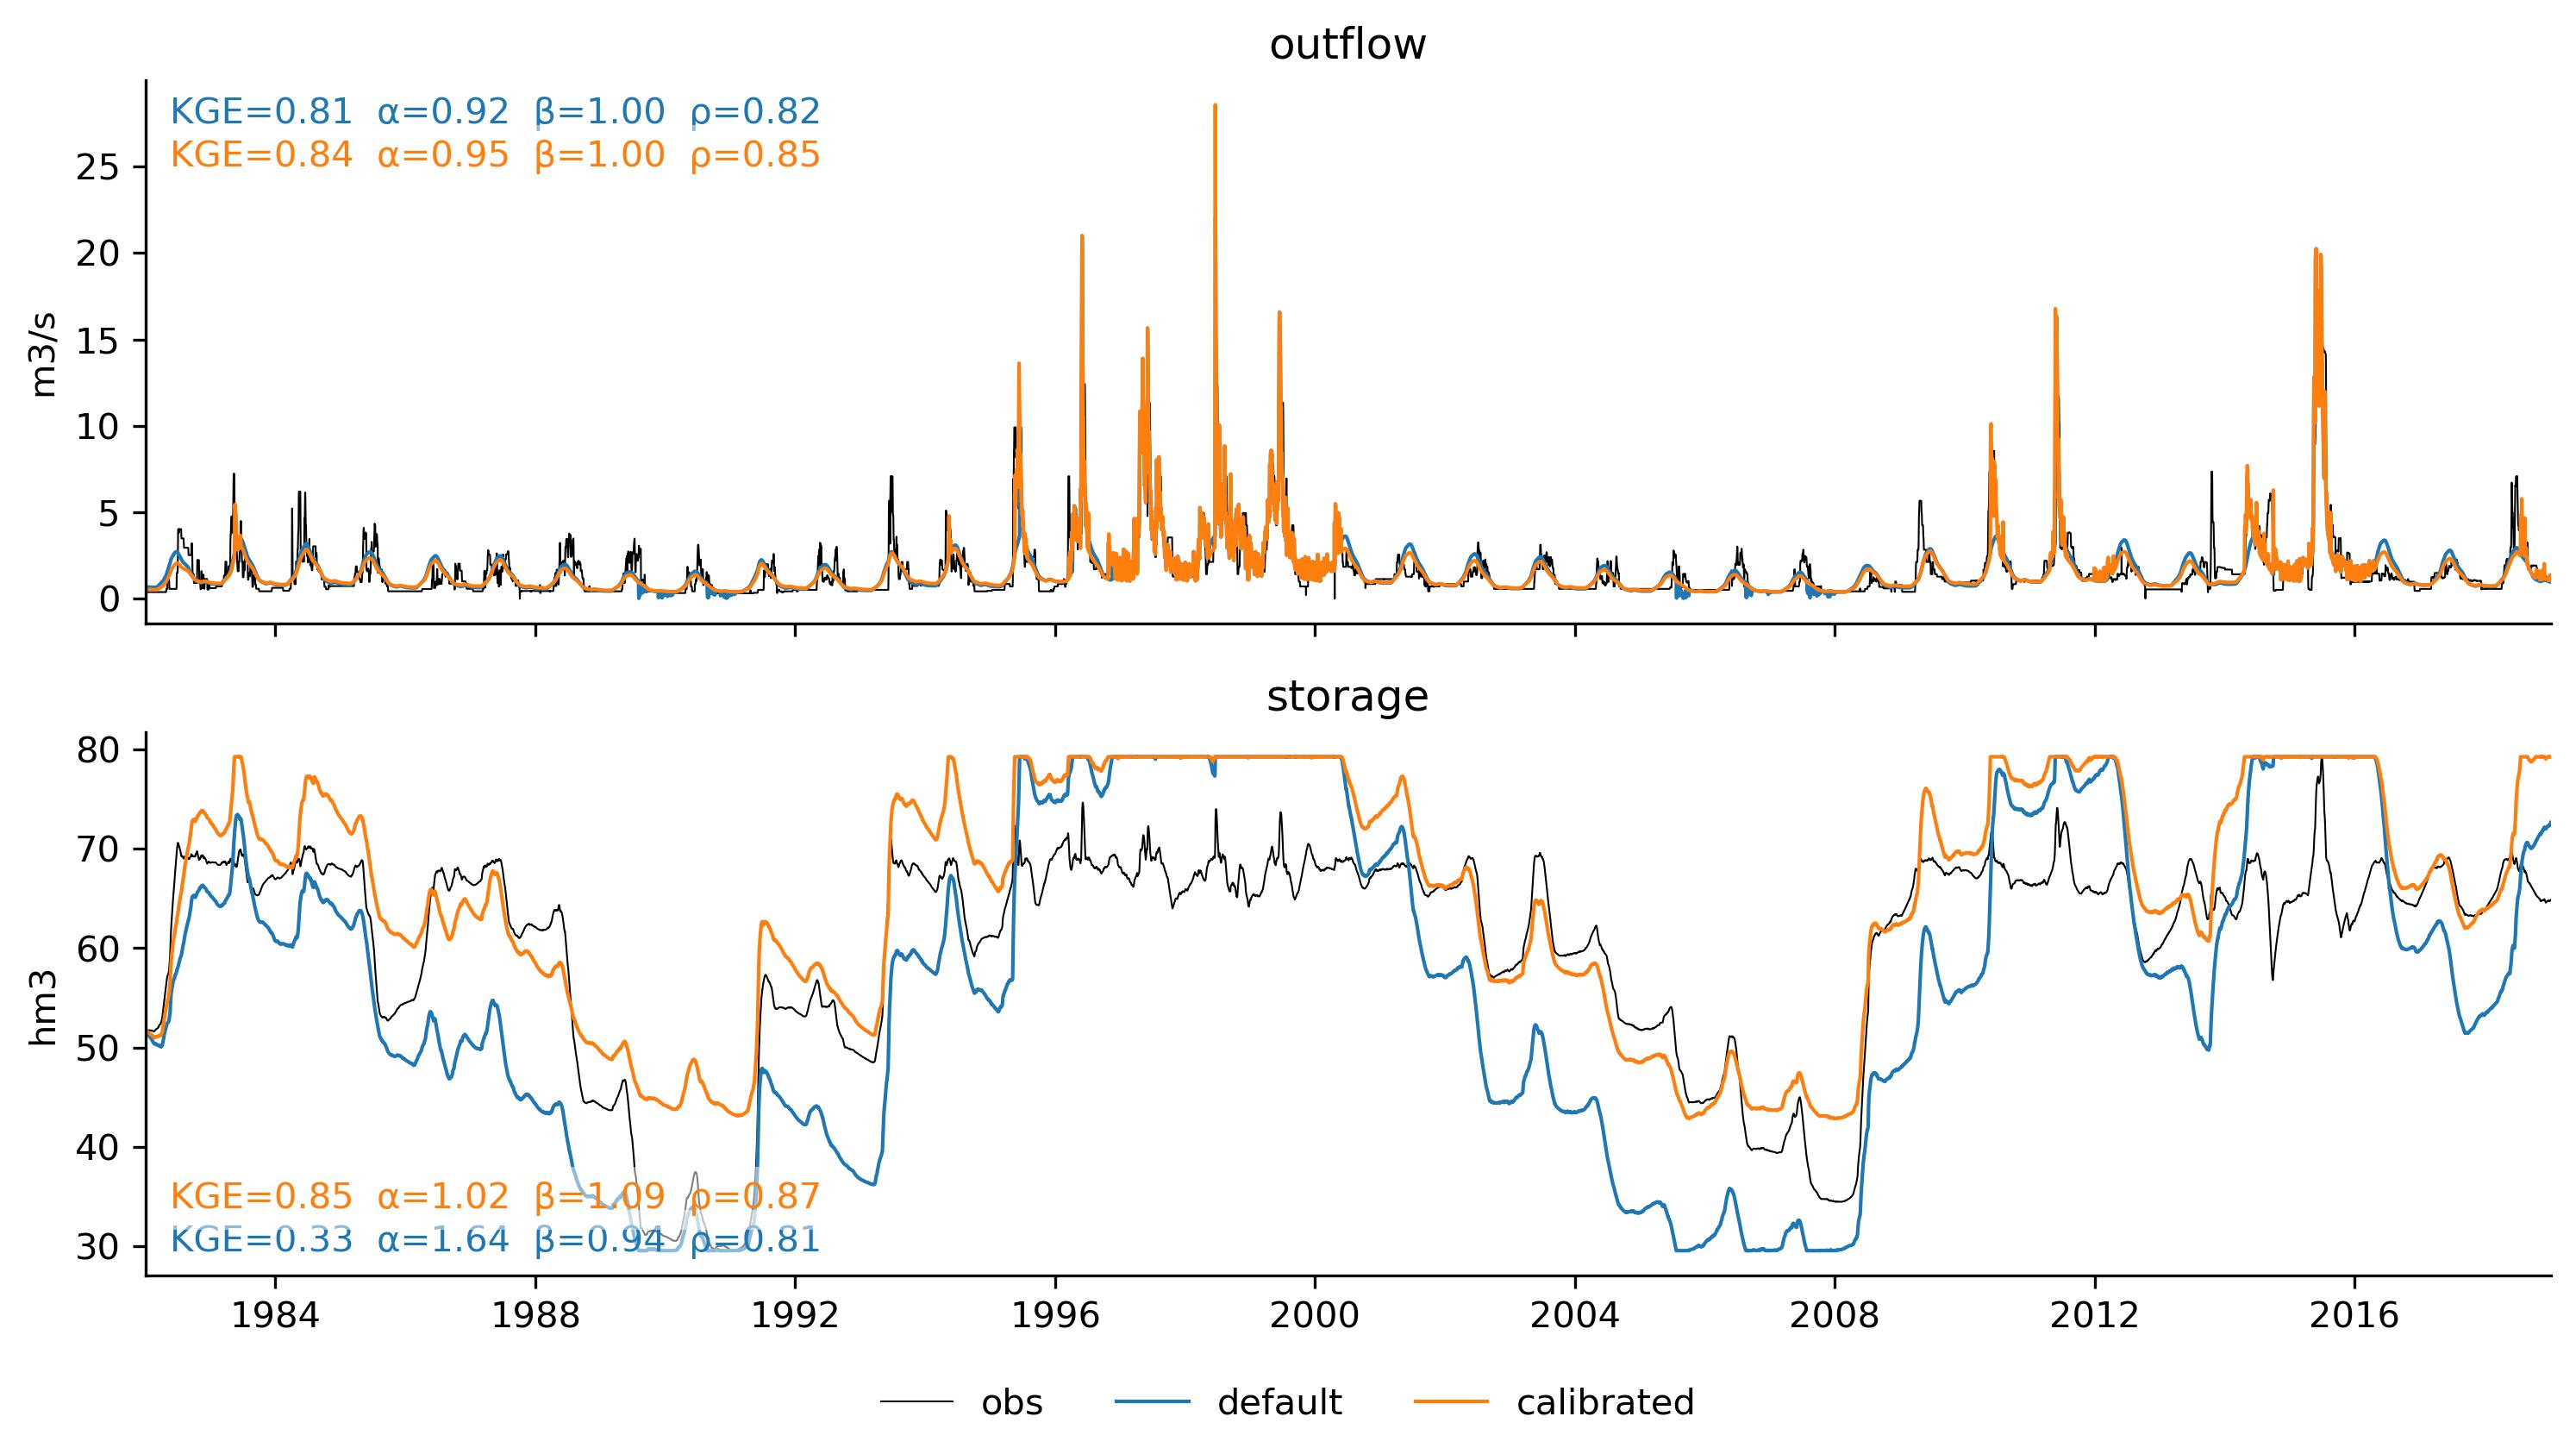 outflow
KGE=0.81 α=0.92 β=1.00 ρ=0.82
KGE=0.84 α=0.95 β=1.00 ρ=0.85
m3/s
25
20
15
10
5
0
storage
hm3
80
70
60
50
40
30
KGE=0.85 α=1.02 β=1.09 ρ=0.87
KGE=0.33 α=1.64 β=0.94 ρ=0.81
1984 1988 1992 1996 2000 2004 2008 2012 2016
obs default calibrated